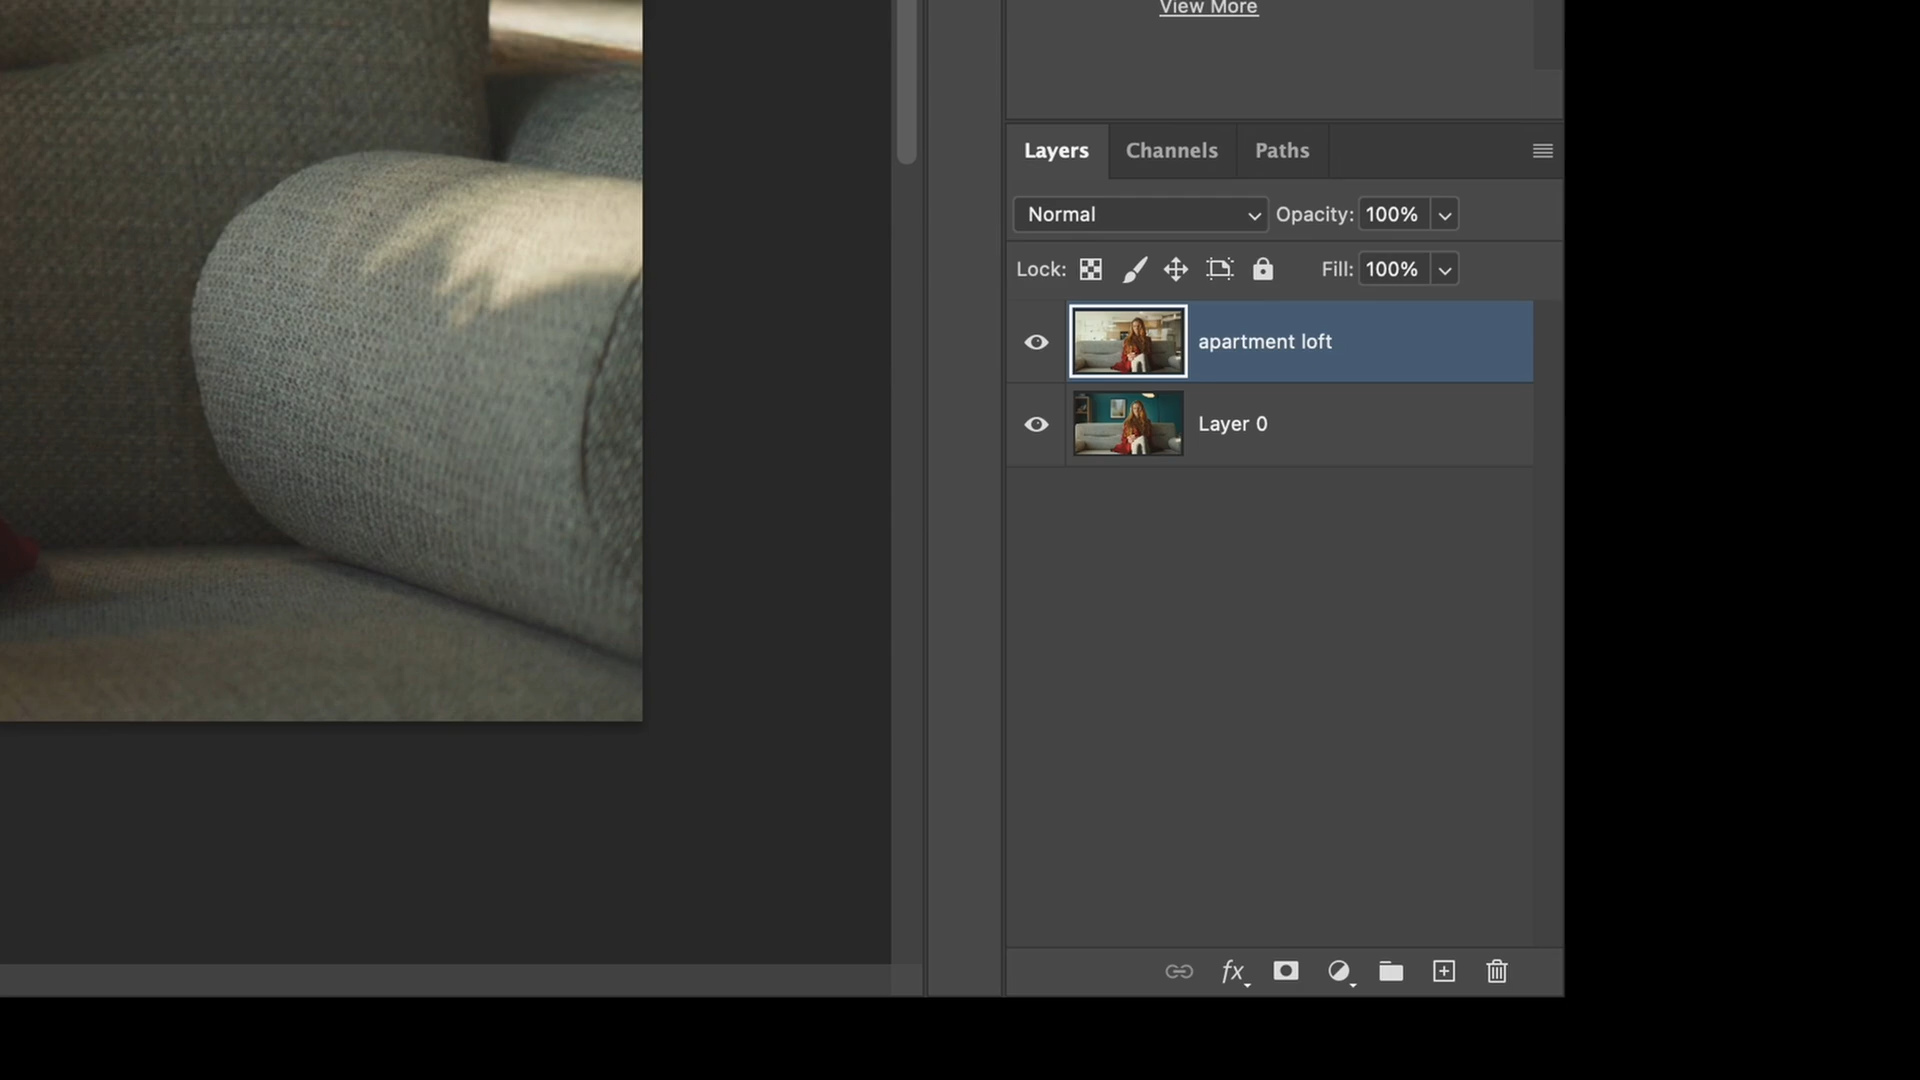 View More
Layers Channels Paths
Normal Opacity: 100%
Lock: Fill: 100%
apartment loft
Layer 0
fx